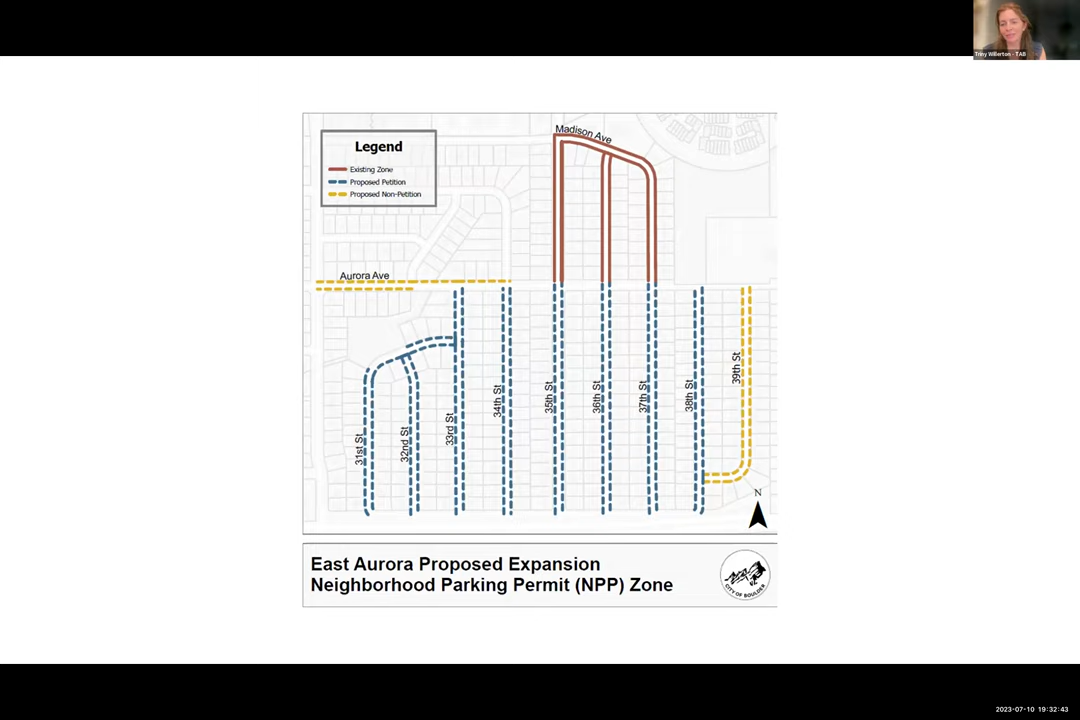 Triny Willerton - TAB
Madison Ave
Legend
Existing Zone
Proposed Petition
Proposed Non-Petition
Aurora Ave
31st St
32nd St
33rd St
34th St
35th St
36th St
37th St
38th St
39th St
N
East Aurora Proposed Expansion
Neighborhood Parking Permit (NPP) Zone
CITY OF BOULDER
2023-07-10 19:32:43